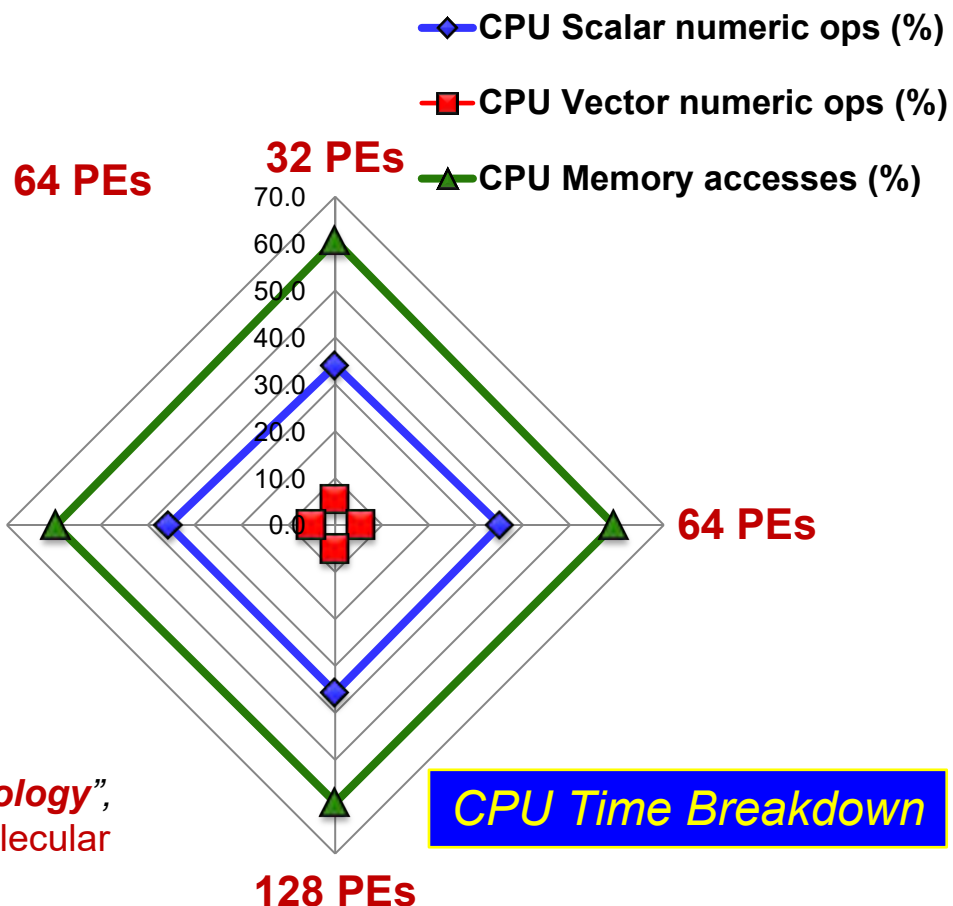 CPU Scalar numeric ops (%)
CPU Vector numeric ops (%)
CPU Memory accesses (%)
64 PEs
32 PEs
70.0
60.0
50.0
40.0
30.0
20.0
10.0
0.0
64 PEs
ology”,
lecular
CPU Time Breakdown
128 PEs